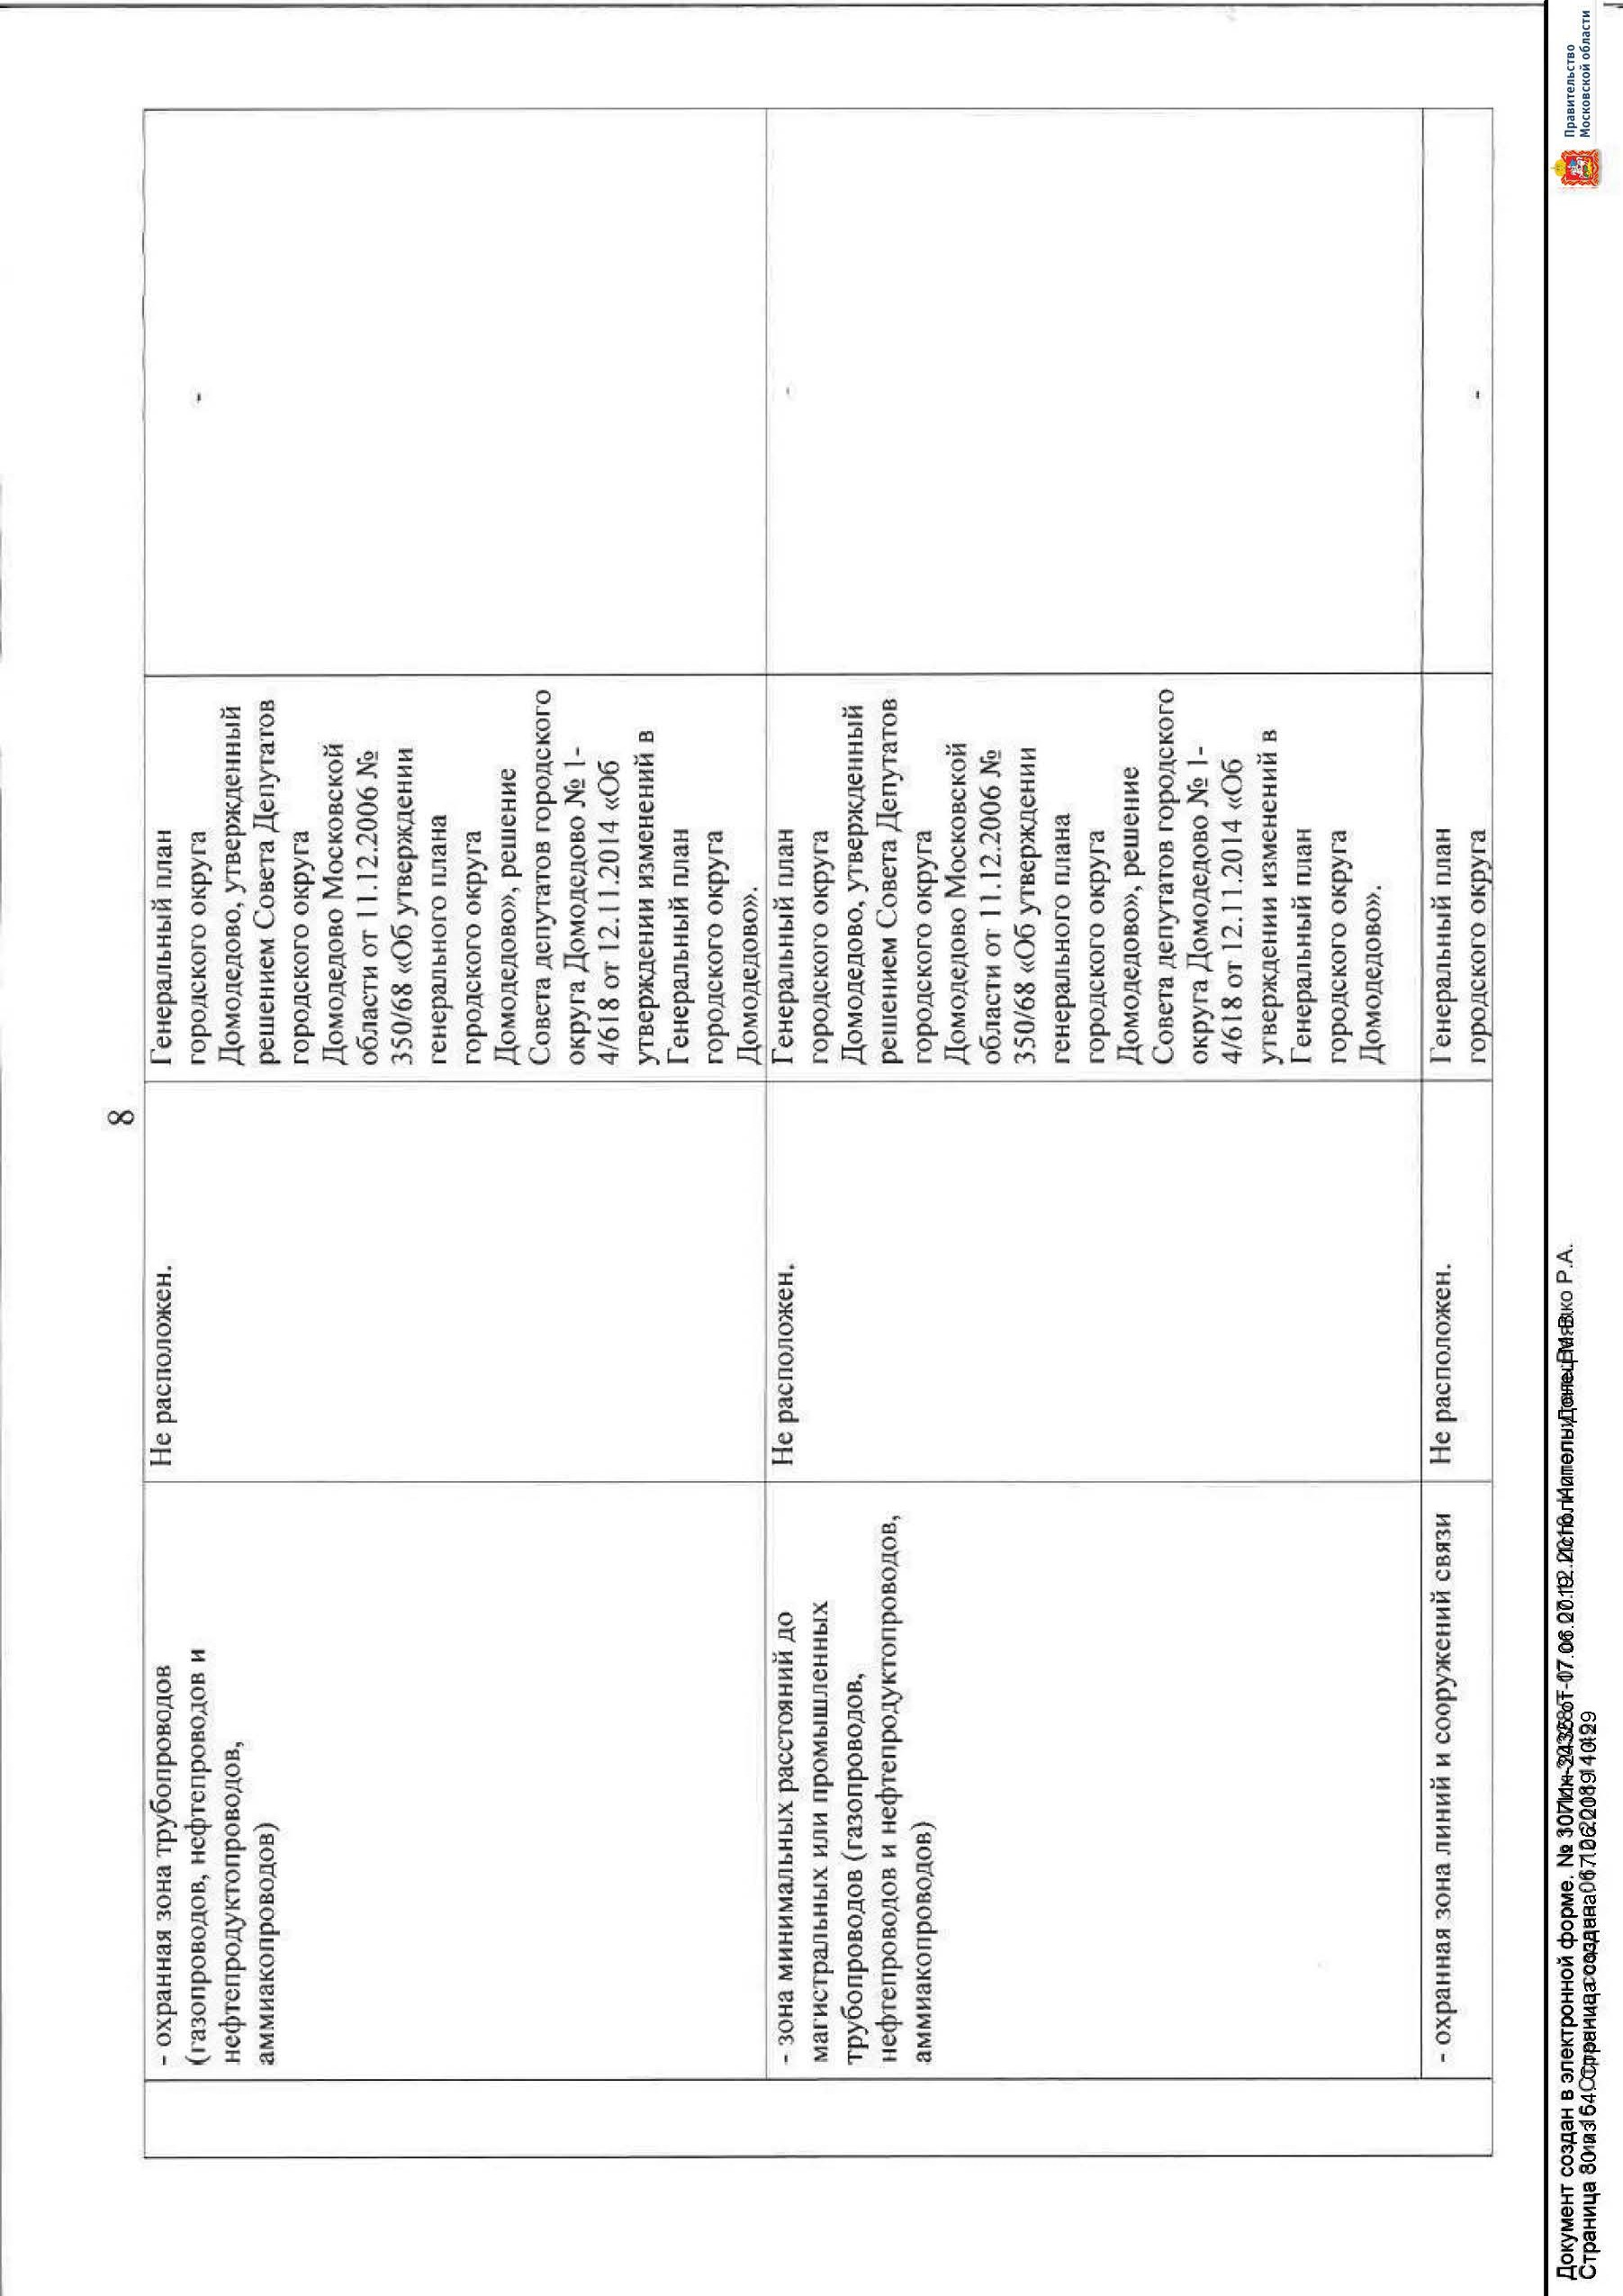 8
- охранная зона трубопроводов
(газопроводов, нефтепроводов и
нефтепродуктопроводов,
аммиакопроводов)
Не расположен.
Генеральный план
городского округа
Домодедово, утвержденный
решением Совета Депутатов
городского округа
Домодедово Московской
области от 11.12.2006 №
350/68 «Об утверждении
генерального плана
городского округа
Домодедово», решение
Совета депутатов городского
округа Домодедово № 1-
4/618 от 12.11.2014 «Об
утверждении изменений в
Генеральный план
городского округа
Домодедово».
-
- зона минимальных расстояний до
магистральных или промышленных
трубопроводов (газопроводов,
нефтепроводов и нефтепродуктопроводов,
аммиакопроводов)
Не расположен.
Генеральный план
городского округа
Домодедово, утвержденный
решением Совета Депутатов
городского округа
Домодедово Московской
области от 11.12.2006 №
350/68 «Об утверждении
генерального плана
городского округа
Домодедово», решение
Совета депутатов городского
округа Домодедово № 1-
4/618 от 12.11.2014 «Об
утверждении изменений в
Генеральный план
городского округа
Домодедово».
-
- охранная зона линий и сооружений связи
Не расположен.
Генеральный план
городского округа
-
Документ создан в электронной форме. №
Страница
Правительство
Московской области